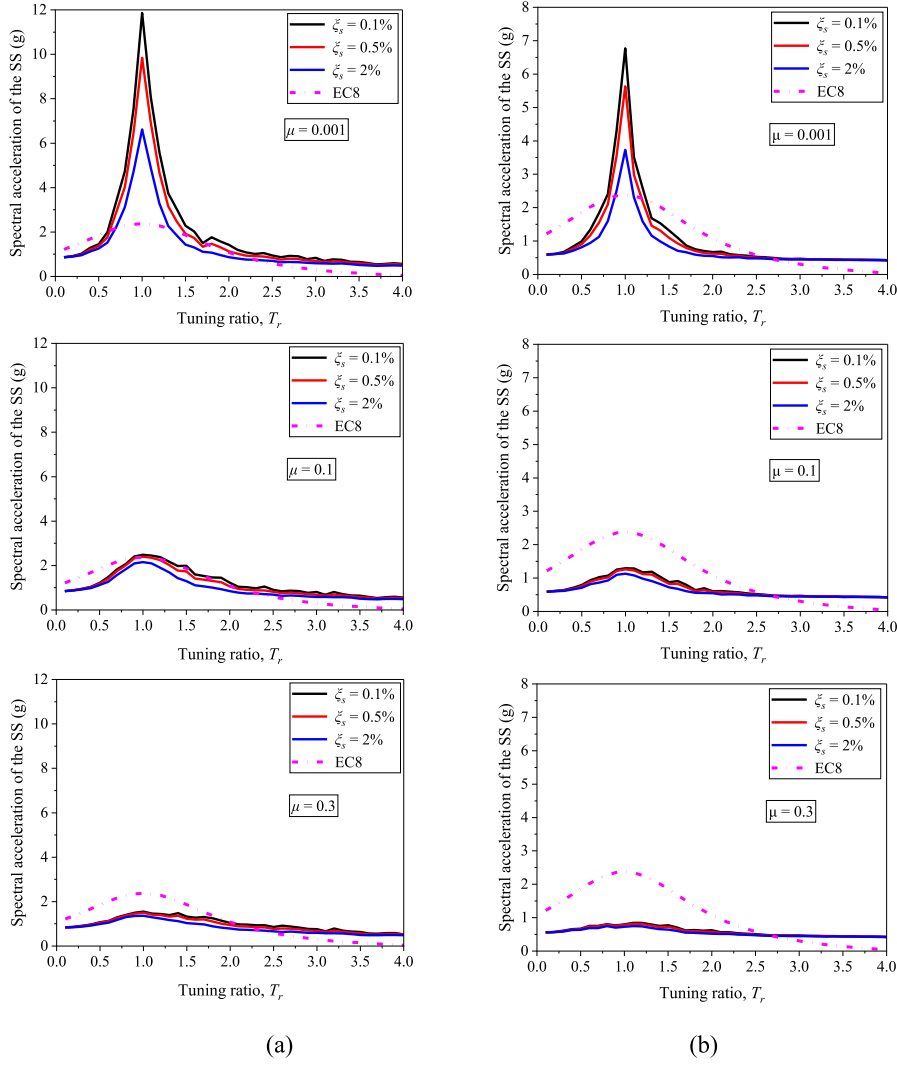 Spectral acceleration of the SS (g)
12
10
8
6
4
2
0
0.0 0.5 1.0 1.5 2.0 2.5 3.0 3.5 4.0
Tuning ratio, Tr
ξs = 0.1%
ξs = 0.5%
ξs = 2%
EC8
μ = 0.001
Spectral acceleration of the SS (g)
8
7
6
5
4
3
2
1
0
0.0 0.5 1.0 1.5 2.0 2.5 3.0 3.5 4.0
Tuning ratio, Tr
ξs = 0.1%
ξs = 0.5%
ξs = 2%
EC8
μ = 0.001
Spectral acceleration of the SS (g)
12
10
8
6
4
2
0
0.0 0.5 1.0 1.5 2.0 2.5 3.0 3.5 4.0
Tuning ratio, Tr
ξs = 0.1%
ξs = 0.5%
ξs = 2%
EC8
μ = 0.1
Spectral acceleration of the SS (g)
8
7
6
5
4
3
2
1
0
0.0 0.5 1.0 1.5 2.0 2.5 3.0 3.5 4.0
Tuning ratio, Tr
ξs = 0.1%
ξs = 0.5%
ξs = 2%
EC8
μ = 0.1
Spectral acceleration of the SS (g)
12
10
8
6
4
2
0
0.0 0.5 1.0 1.5 2.0 2.5 3.0 3.5 4.0
Tuning ratio, Tr
ξs = 0.1%
ξs = 0.5%
ξs = 2%
EC8
μ = 0.3
Spectral acceleration of the SS (g)
8
7
6
5
4
3
2
1
0
0.0 0.5 1.0 1.5 2.0 2.5 3.0 3.5 4.0
Tuning ratio, Tr
ξs = 0.1%
ξs = 0.5%
ξs = 2%
EC8
μ = 0.3
(a)
(b)